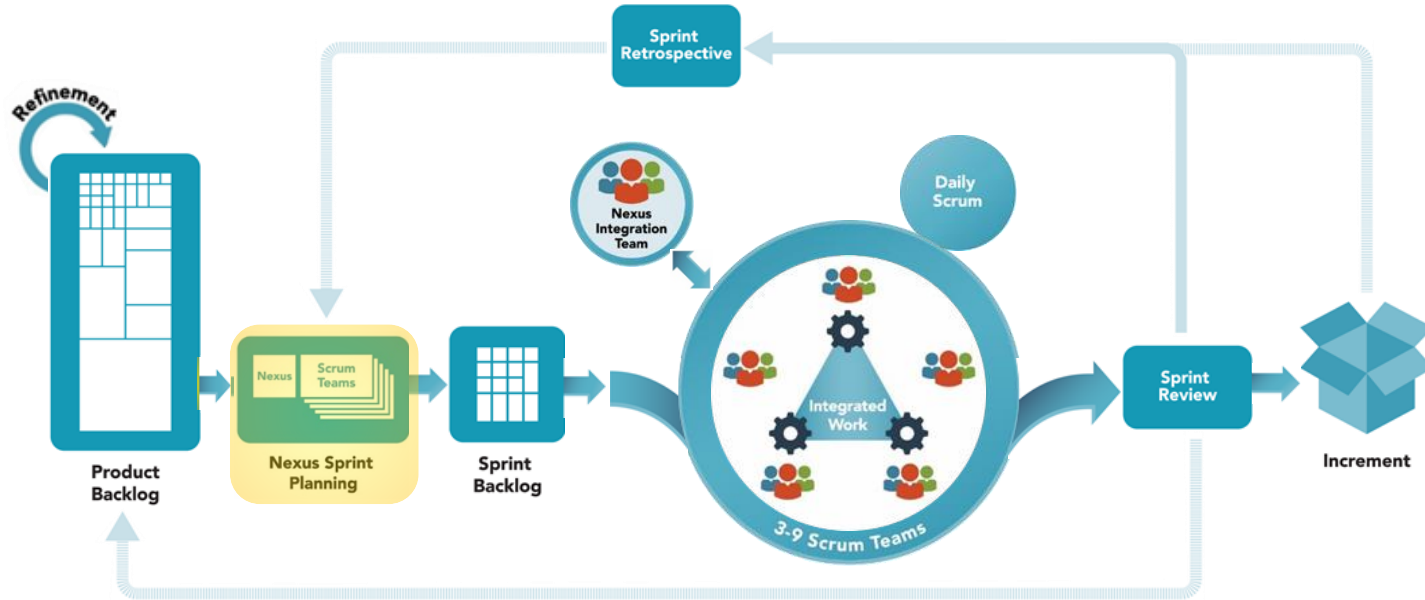 Sprint
Retrospective
Refinement
Daily
Scrum
Nexus
Integration
Team
Nexus
Scrum
Teams
Integrated
Work
Sprint
Review
Product
Backlog
Nexus Sprint
Planning
Sprint
Backlog
Increment
3-9 Scrum Teams